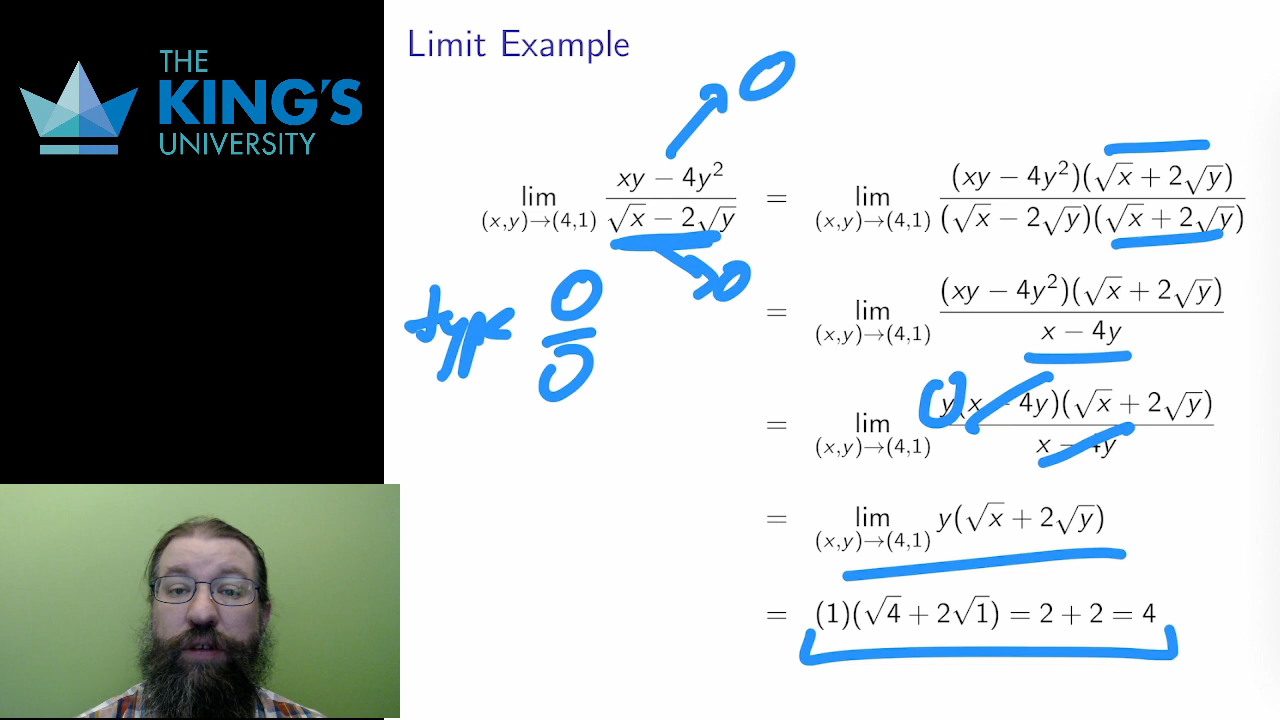 THE
KING'S
UNIVERSITY
Limit Example
0
lim (x,y)→(4,1) (xy − 4y²)/(√x − 2√y) = lim (x,y)→(4,1) (xy − 4y²)(√x + 2√y)/(√x − 2√y)(√x + 2√y)
0
type 0/0
= lim (x,y)→(4,1) (xy − 4y²)(√x + 2√y)/(x − 4y)
= lim (x,y)→(4,1) y(x − 4y)(√x + 2√y)/(x − 4y)
= lim (x,y)→(4,1) y(√x + 2√y)
= (1)(√4 + 2√1) = 2 + 2 = 4